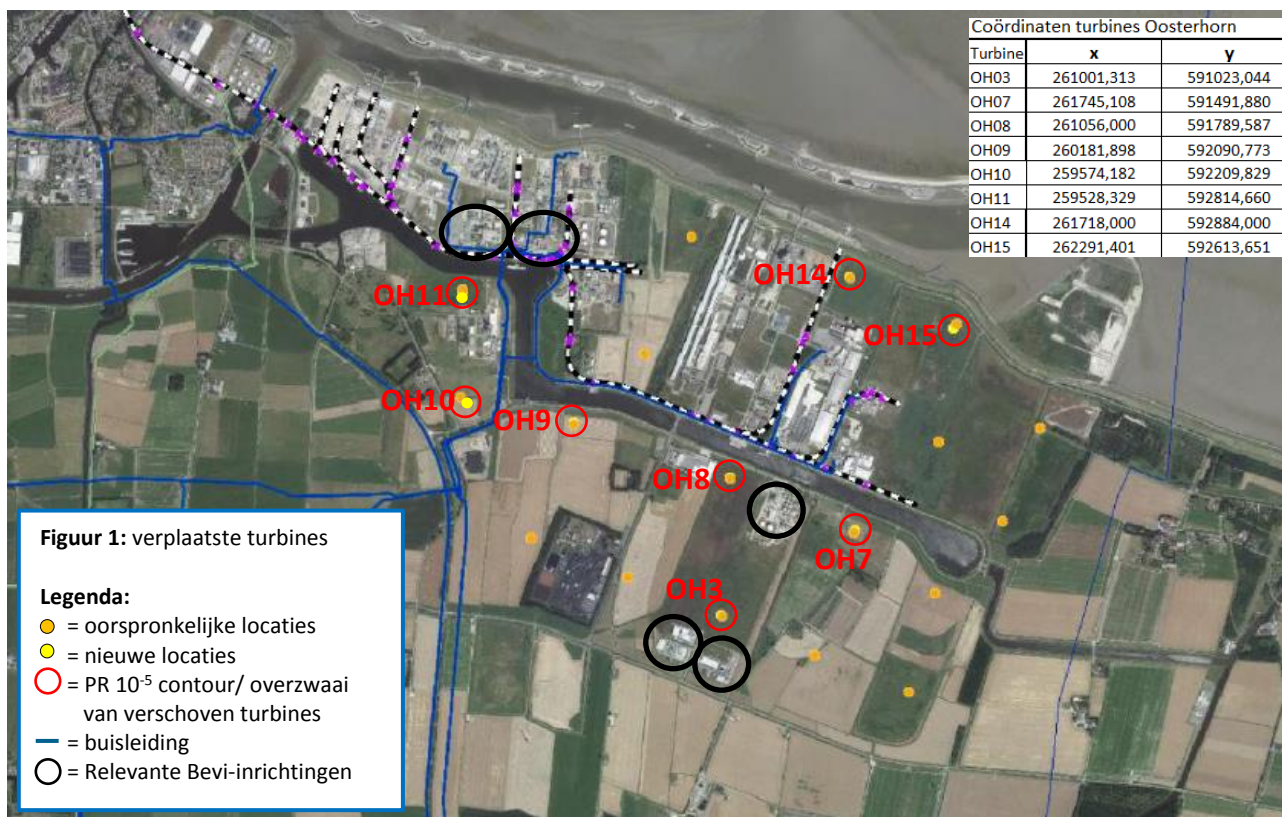 Coördinaten turbines Oosterhorn
Turbine x y
OH03 261001,313 591023,044
OH07 261745,108 591491,880
OH08 261056,000 591789,587
OH09 260181,898 592090,773
OH10 259574,182 592209,829
OH11 259528,329 592814,660
OH14 261718,000 592884,000
OH15 262291,401 592613,651
OH14
OH11
OH15
OH10
OH9
OH8
OH7
OH3
Figuur 1: verplaatste turbines
Legenda:
= oorspronkelijke locaties
= nieuwe locaties
= PR 10⁻⁵ contour/ overzwaai
van verschoven turbines
= buisleiding
= Relevante Bevi-inrichtingen